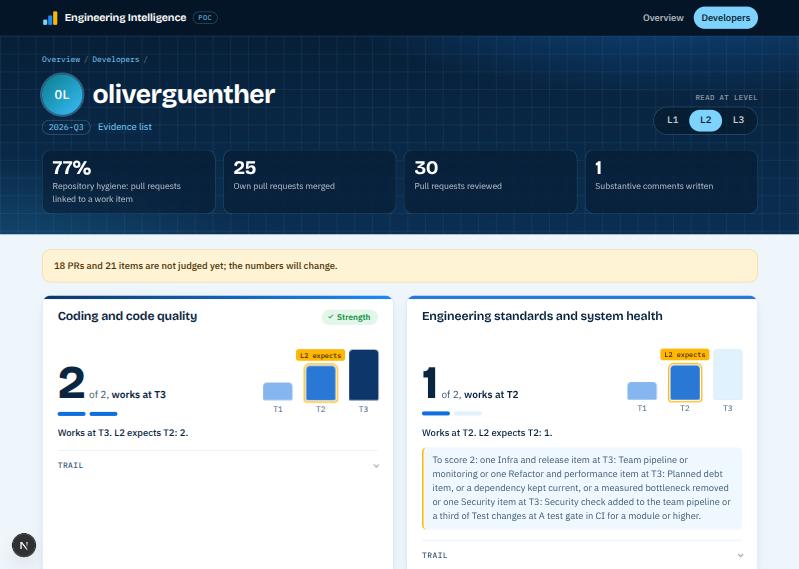 Engineering Intelligence POC
Overview Developers
Overview / Developers /
OL oliverguenther
2026-Q3 Evidence list
READ AT LEVEL
L1 L2 L3
77%
Repository hygiene: pull requests
linked to a work item
25
Own pull requests merged
30
Pull requests reviewed
1
Substantive comments written
18 PRs and 21 items are not judged yet; the numbers will change.
Coding and code quality
✓ Strength
2 of 2, works at T3
L2 expects
T1 T2 T3
Works at T3. L2 expects T2: 2.
TRAIL
Engineering standards and system health
1 of 2, works at T2
L2 expects
T1 T2 T3
Works at T2. L2 expects T2: 1.
To score 2: one Infra and release item at T3: Team pipeline or
monitoring or one Refactor and performance item at T3: Planned debt
item, or a dependency kept current, or a measured bottleneck removed
or one Security item at T3: Security check added to the team pipeline or
a third of Test changes at A test gate in CI for a module or higher.
TRAIL
N